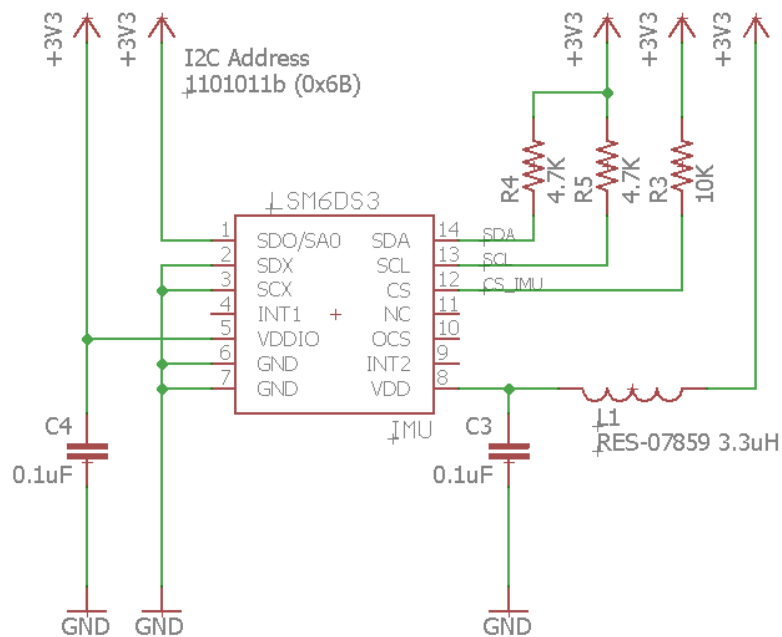 +3V3
+3V3
+3V3
+3V3
+3V3
I2C Address
1101011b (0x6B)
R4
4.7K
R5
4.7K
R3
10K
LSM6DS3
1 SDO/SA0 SDA 14 SDA
2 SDX SCL 13 SCL
3 SCX CS 12 CS_IMU
4 INT1 NC 11
5 VDDIO OCS 10
6 GND INT2 9
7 GND VDD 8
IMU
C4
0.1uF
C3
0.1uF
L1
RES-07859 3.3uH
GND
GND
GND